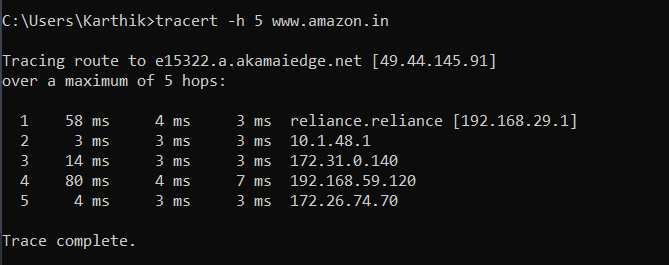 C:\Users\Karthik>tracert -h 5 www.amazon.in
Tracing route to e15322.a.akamaiedge.net [49.44.145.91]
over a maximum of 5 hops:
1 58 ms 4 ms 3 ms reliance.reliance [192.168.29.1]
2 3 ms 3 ms 3 ms 10.1.48.1
3 14 ms 3 ms 3 ms 172.31.0.140
4 80 ms 4 ms 7 ms 192.168.59.120
5 4 ms 3 ms 3 ms 172.26.74.70
Trace complete.